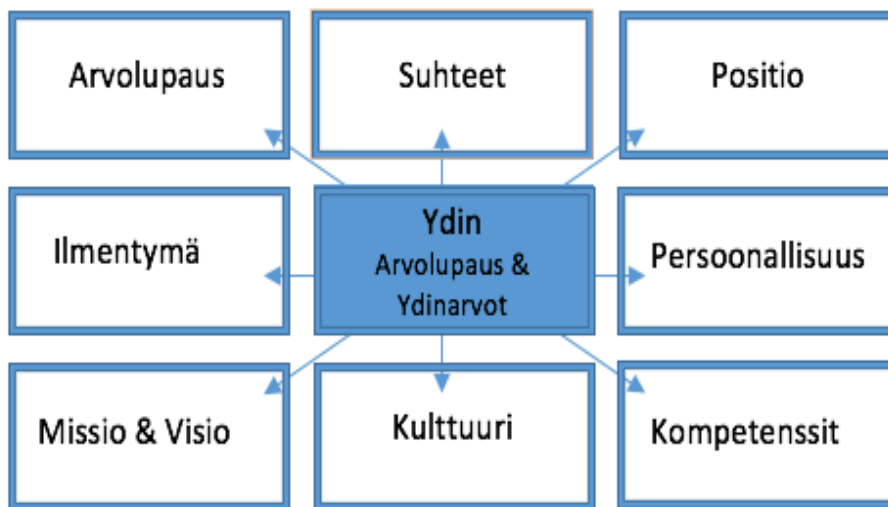 Arvolupaus
Suhteet
Positio
Ilmentymä
Ydin
Arvolupaus &
Ydinarvot
Persoonallisuus
Missio & Visio
Kulttuuri
Kompetenssit